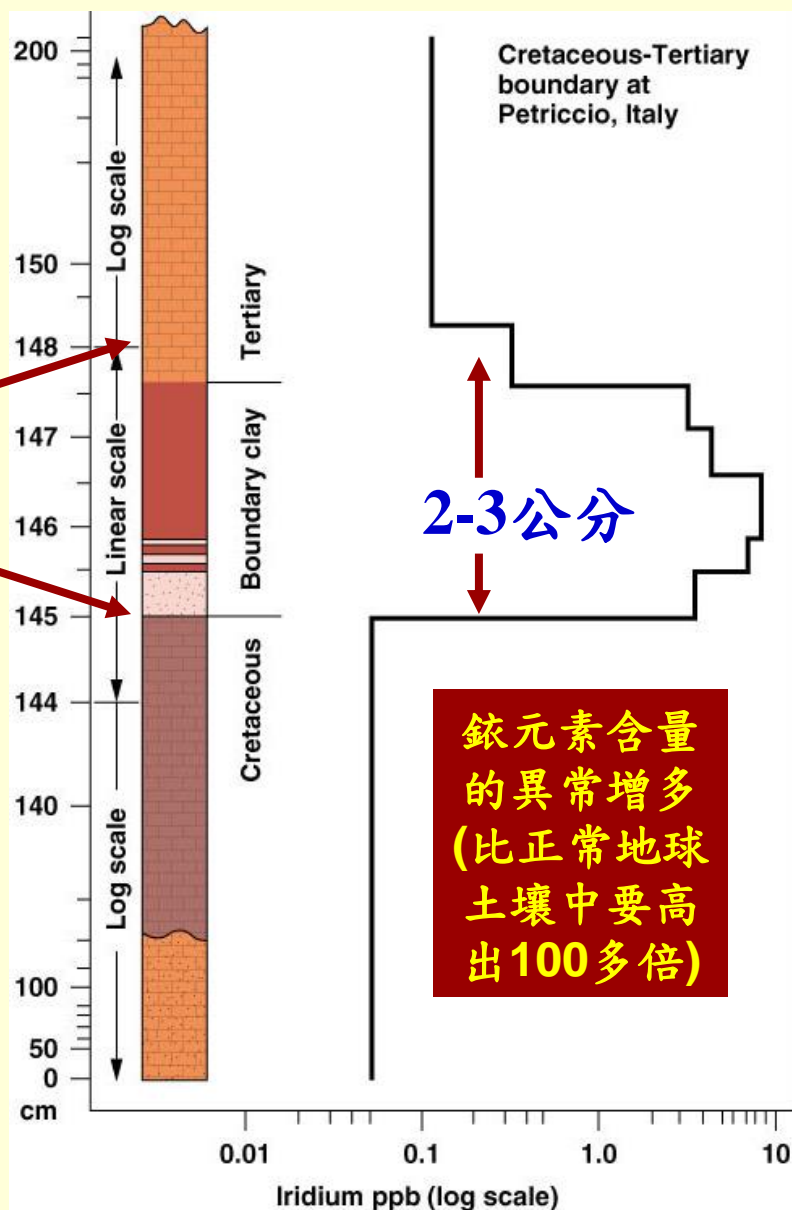 Cretaceous-Tertiary
boundary at
Petriccio, Italy
200
150
148
147
146
145
144
140
100
50
0
cm
Log scale
Linear scale
Log scale
Tertiary
Boundary clay
Cretaceous
2-3公分
銥元素含量
的異常增多
(比正常地球
土壤中要高
出100多倍)
0.01
0.1
1.0
10
Iridium ppb (log scale)